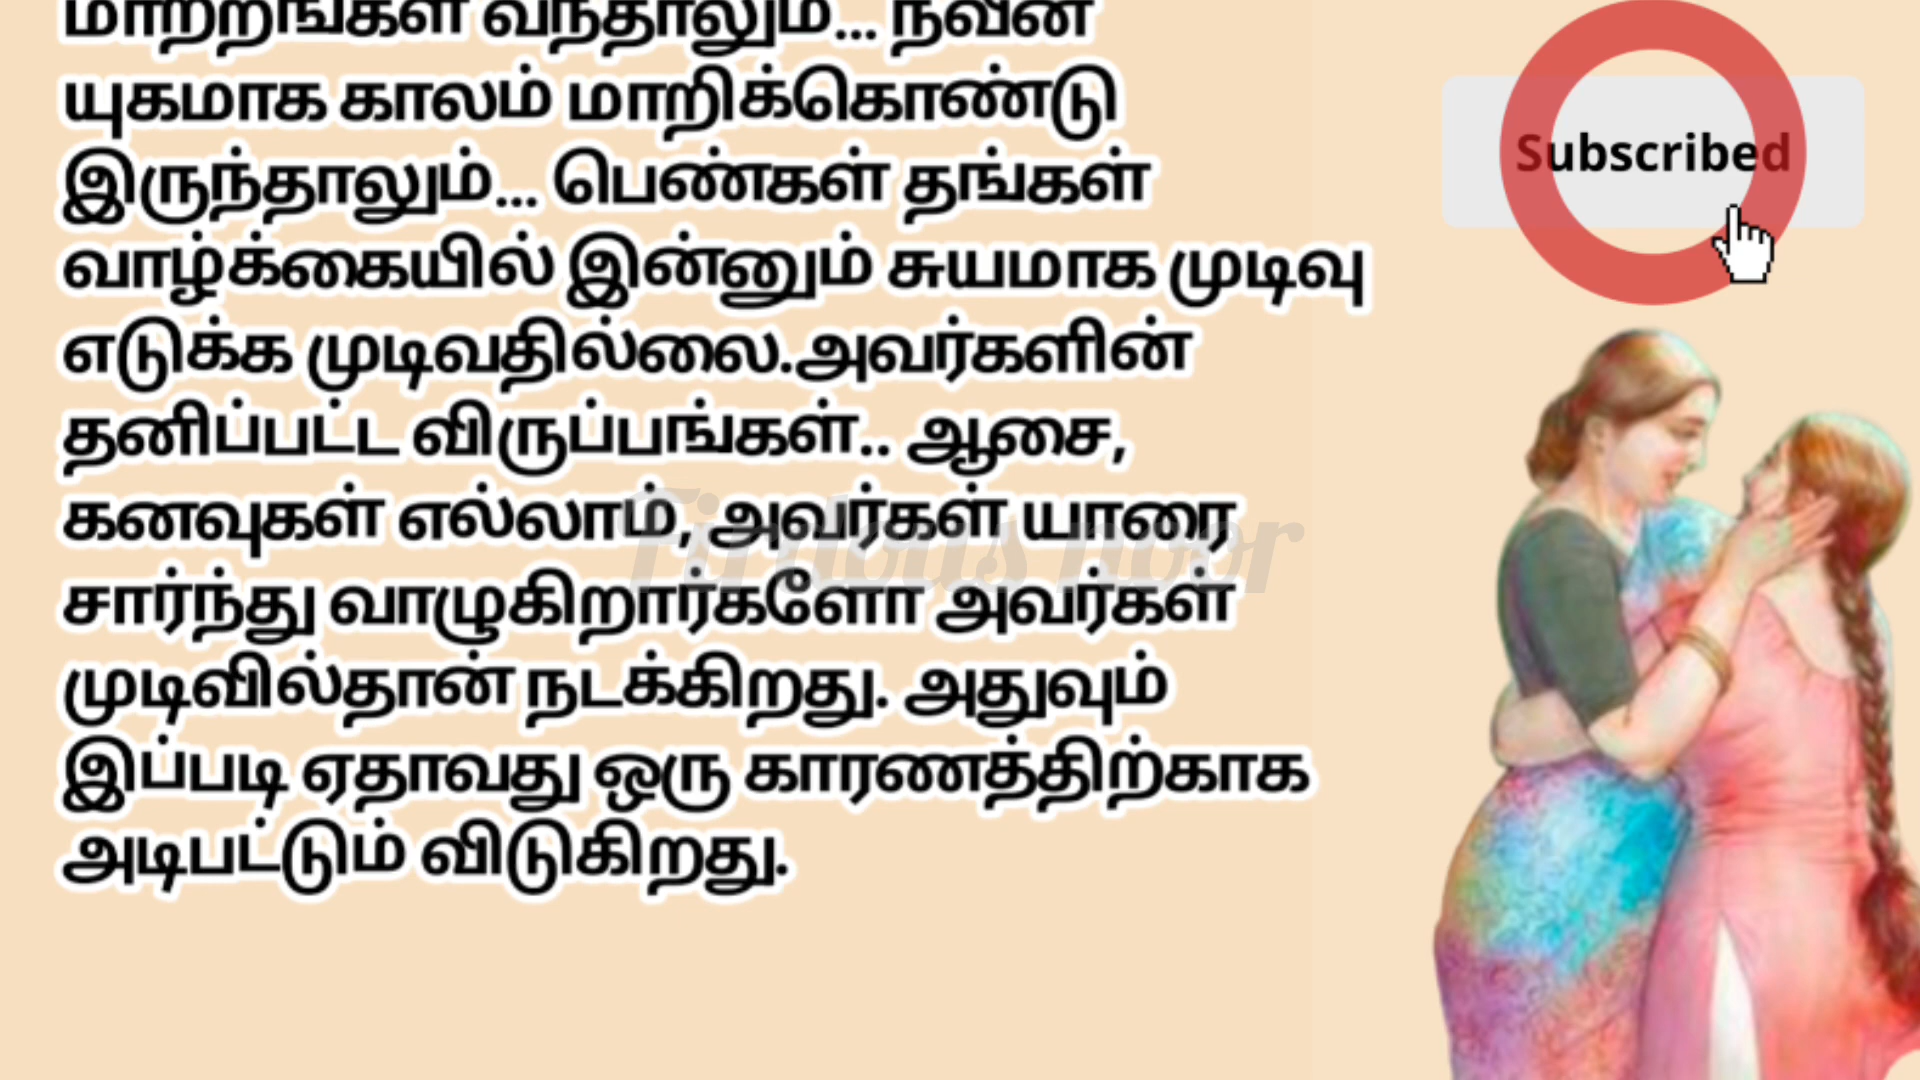 மாற்றங்கள் வந்தாலும்... நவீன
யுகமாக காலம் மாறிக்கொண்டு
இருந்தாலும்... பெண்கள் தங்கள்
வாழ்க்கையில் இன்னும் சுயமாக முடிவு
எடுக்க முடிவதில்லை.அவர்களின்
தனிப்பட்ட விருப்பங்கள்.. ஆசை,
கனவுகள் எல்லாம், அவர்கள் யாரை
சார்ந்து வாழுகிறார்களோ அவர்கள்
முடிவில்தான் நடக்கிறது. அதுவும்
இப்படி ஏதாவது ஒரு காரணத்திற்காக
அடிபட்டும் விடுகிறது.
Subscribed
Firdous noor